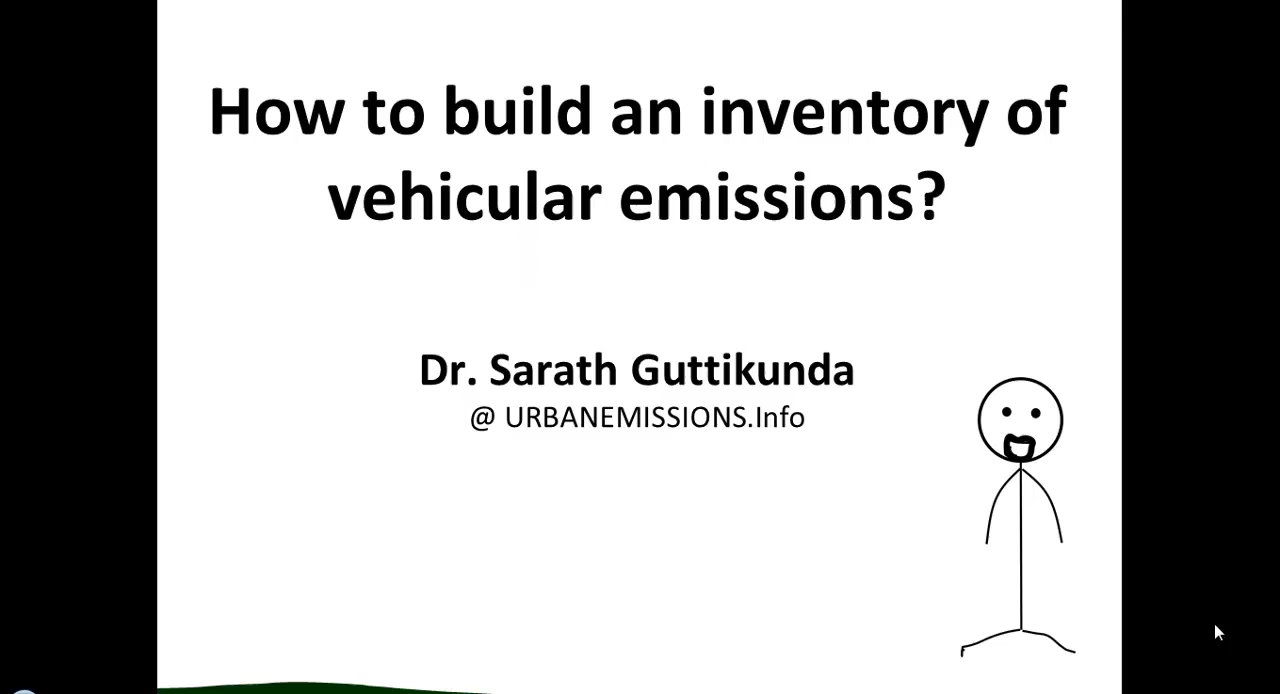 How to build an inventory of
vehicular emissions?
Dr. Sarath Guttikunda
@ URBANEMISSIONS.Info